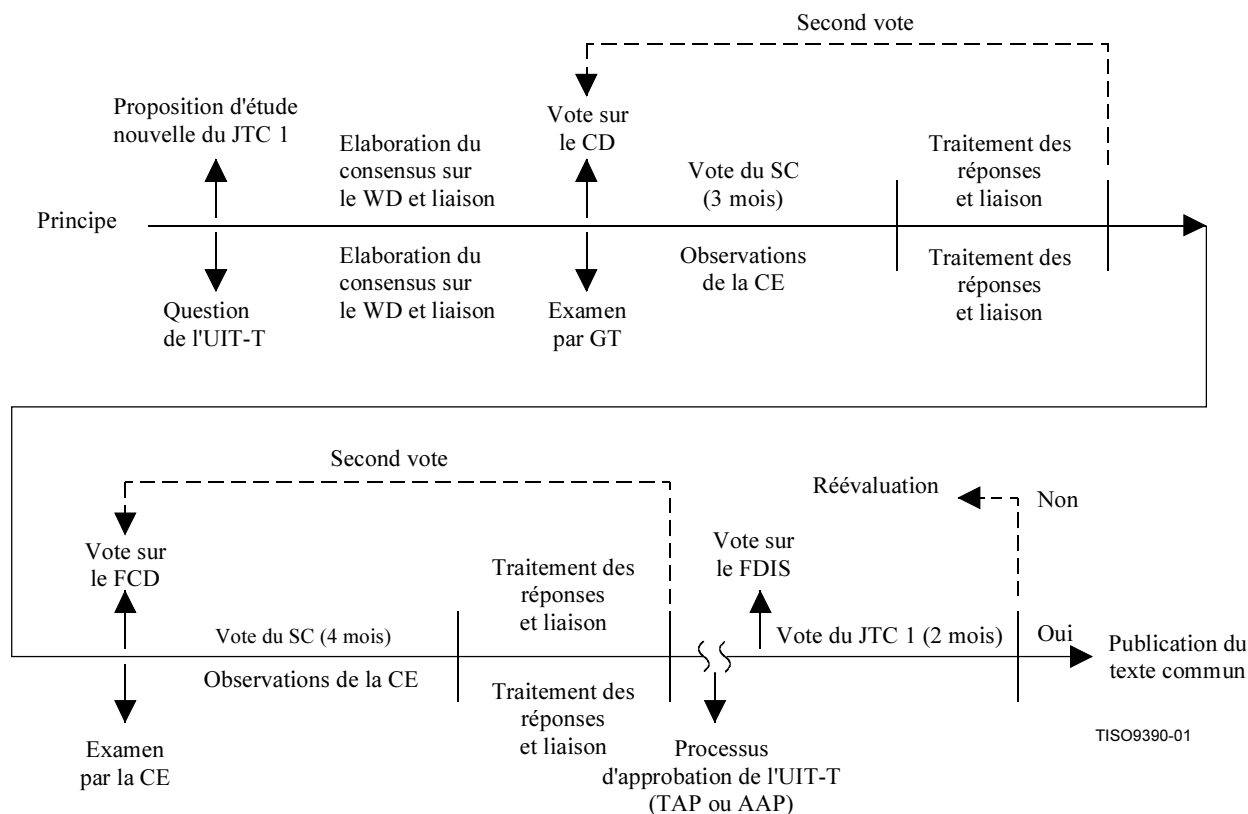 Second vote
Proposition d'étude
nouvelle du JTC 1
Elaboration du
consensus sur
le WD et liaison
Vote sur
le CD
Vote du SC
(3 mois)
Traitement des
réponses
et liaison
Principe
Question
de l'UIT-T
Elaboration du
consensus sur
le WD et liaison
Examen
par GT
Observations
de la CE
Traitement des
réponses
et liaison
Second vote
Réévaluation
Non
Vote sur
le FCD
Vote du SC (4 mois)
Traitement des
réponses
et liaison
Vote sur
le FDIS
Vote du JTC 1 (2 mois)
Oui
Publication du
texte commun
Examen
par la CE
Observations de la CE
Traitement des
réponses
et liaison
Processus
d'approbation de l'UIT-T
(TAP ou AAP)
TISO9390-01